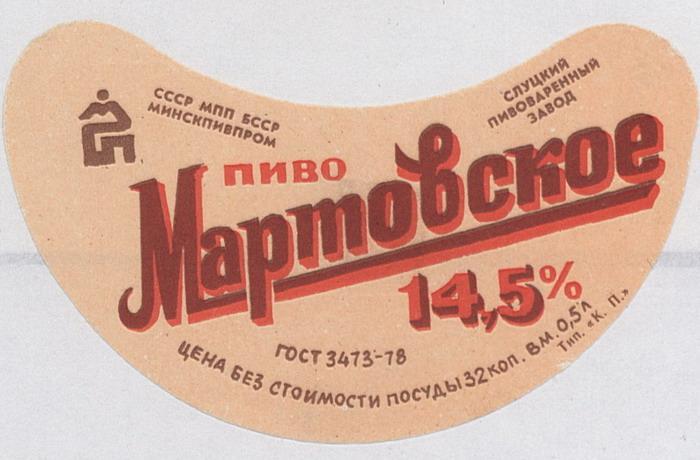 СССР МПП БССР
МИНСКПИВПРОМ
СЛУЦКИЙ
ПИВОВАРЕННЫЙ
ЗАВОД
ПИВО
Мартовское
14,5%
ГОСТ 3473-78
ЦЕНА БЕЗ СТОИМОСТИ ПОСУДЫ 32 КОП. ВМ. 0,5Л
Тип. «К. П.»